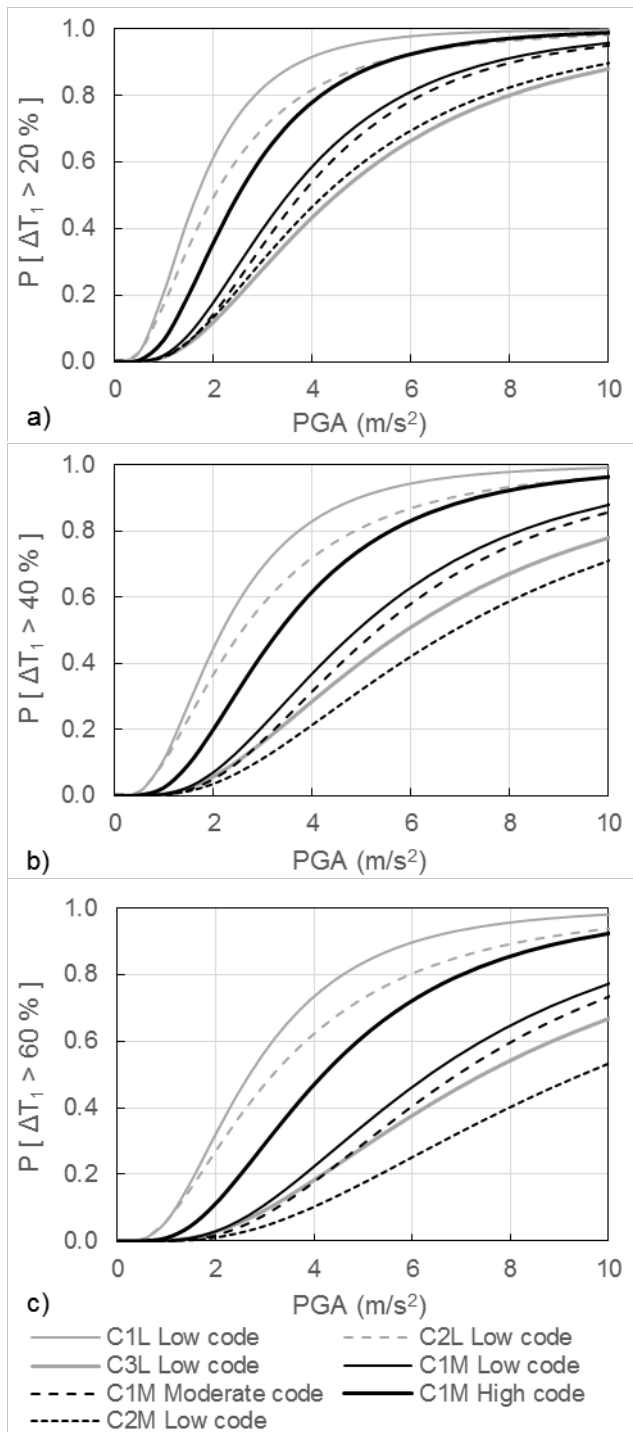 P [ ΔT₁ > 20 % ]
1.0
0.8
0.6
0.4
0.2
0.0
0 2 4 6 8 10
a)
PGA (m/s²)
P [ ΔT₁ > 40 % ]
1.0
0.8
0.6
0.4
0.2
0.0
0 2 4 6 8 10
b)
PGA (m/s²)
P [ ΔT₁ > 60 % ]
1.0
0.8
0.6
0.4
0.2
0.0
0 2 4 6 8 10
c)
PGA (m/s²)
C1L Low code C2L Low code
C3L Low code C1M Low code
C1M Moderate code C1M High code
C2M Low code